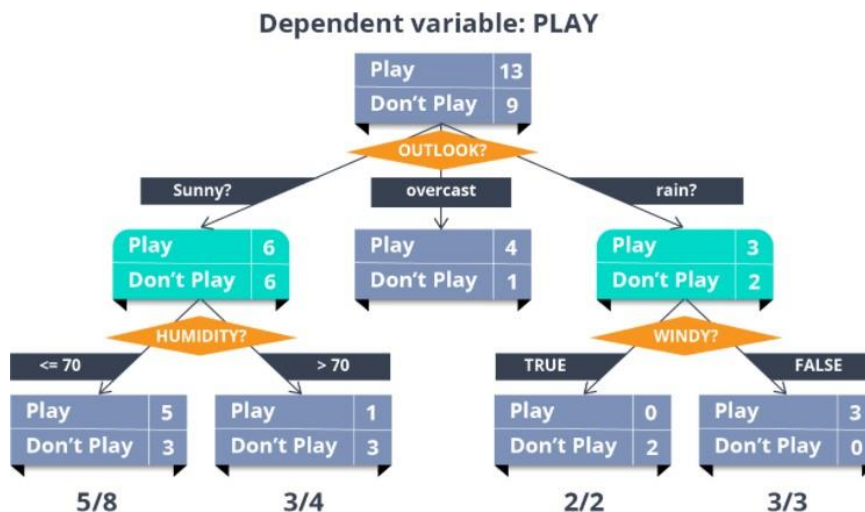 Dependent variable: PLAY
Play 13
Don't Play 9
OUTLOOK?
Sunny? overcast rain?
Play 6 Play 4 Play 3
Don't Play 6 Don't Play 1 Don't Play 2
HUMIDITY? WINDY?
<= 70 > 70 TRUE FALSE
Play 5 Play 1 Play 0 Play 3
Don't Play 3 Don't Play 3 Don't Play 2 Don't Play 0
5/8 3/4 2/2 3/3